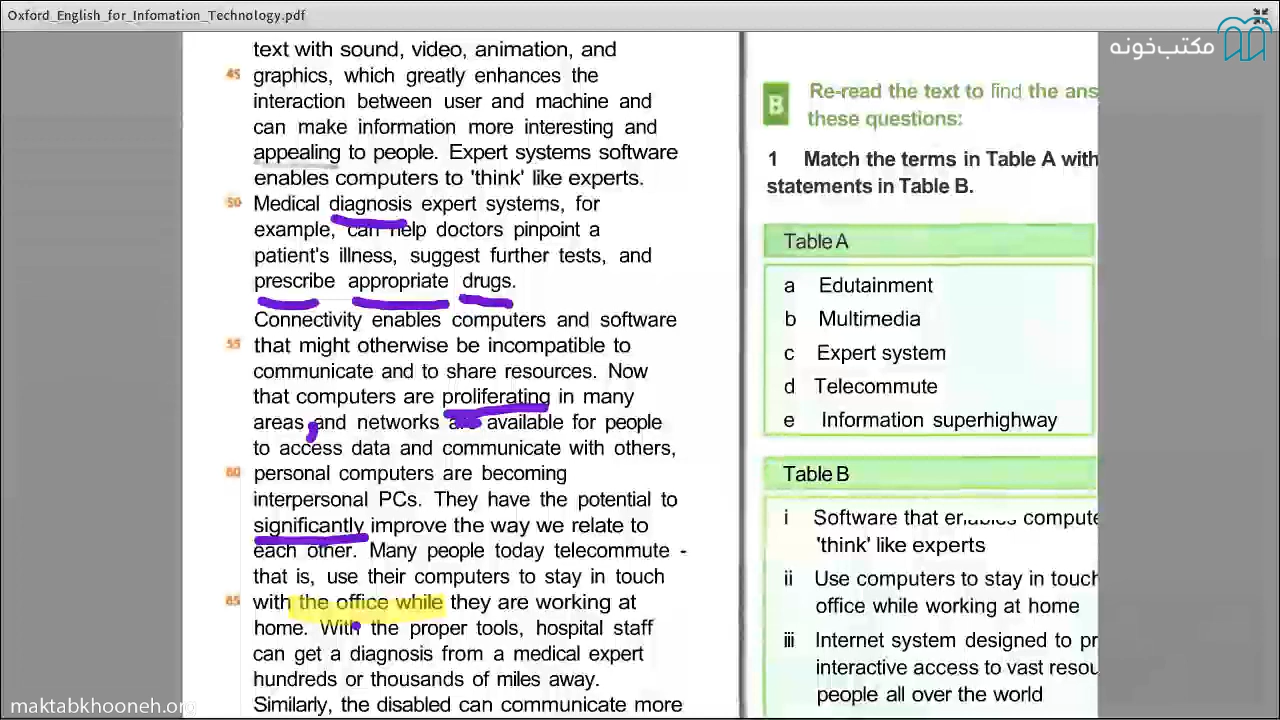 Oxford_English_for_Infomation_Technology.pdf
مکتب‌خونه
text with sound, video, animation, and
45 graphics, which greatly enhances the
interaction between user and machine and
can make information more interesting and
appealing to people. Expert systems software
enables computers to 'think' like experts.
50 Medical diagnosis expert systems, for
example, can help doctors pinpoint a
patient's illness, suggest further tests, and
prescribe appropriate drugs.
Connectivity enables computers and software
55 that might otherwise be incompatible to
communicate and to share resources. Now
that computers are proliferating in many
areas and networks are available for people
to access data and communicate with others,
60 personal computers are becoming
interpersonal PCs. They have the potential to
significantly improve the way we relate to
each other. Many people today telecommute -
that is, use their computers to stay in touch
65 with the office while they are working at
home. With the proper tools, hospital staff
can get a diagnosis from a medical expert
hundreds or thousands of miles away.
Similarly, the disabled can communicate more
B Re-read the text to find the ans
these questions:
1 Match the terms in Table A with
statements in Table B.
Table A
a Edutainment
b Multimedia
c Expert system
d Telecommute
e Information superhighway
Table B
i Software that enables compute
'think' like experts
ii Use computers to stay in touch
office while working at home
iii Internet system designed to pr
interactive access to vast resou
people all over the world
maktabkhooneh.org